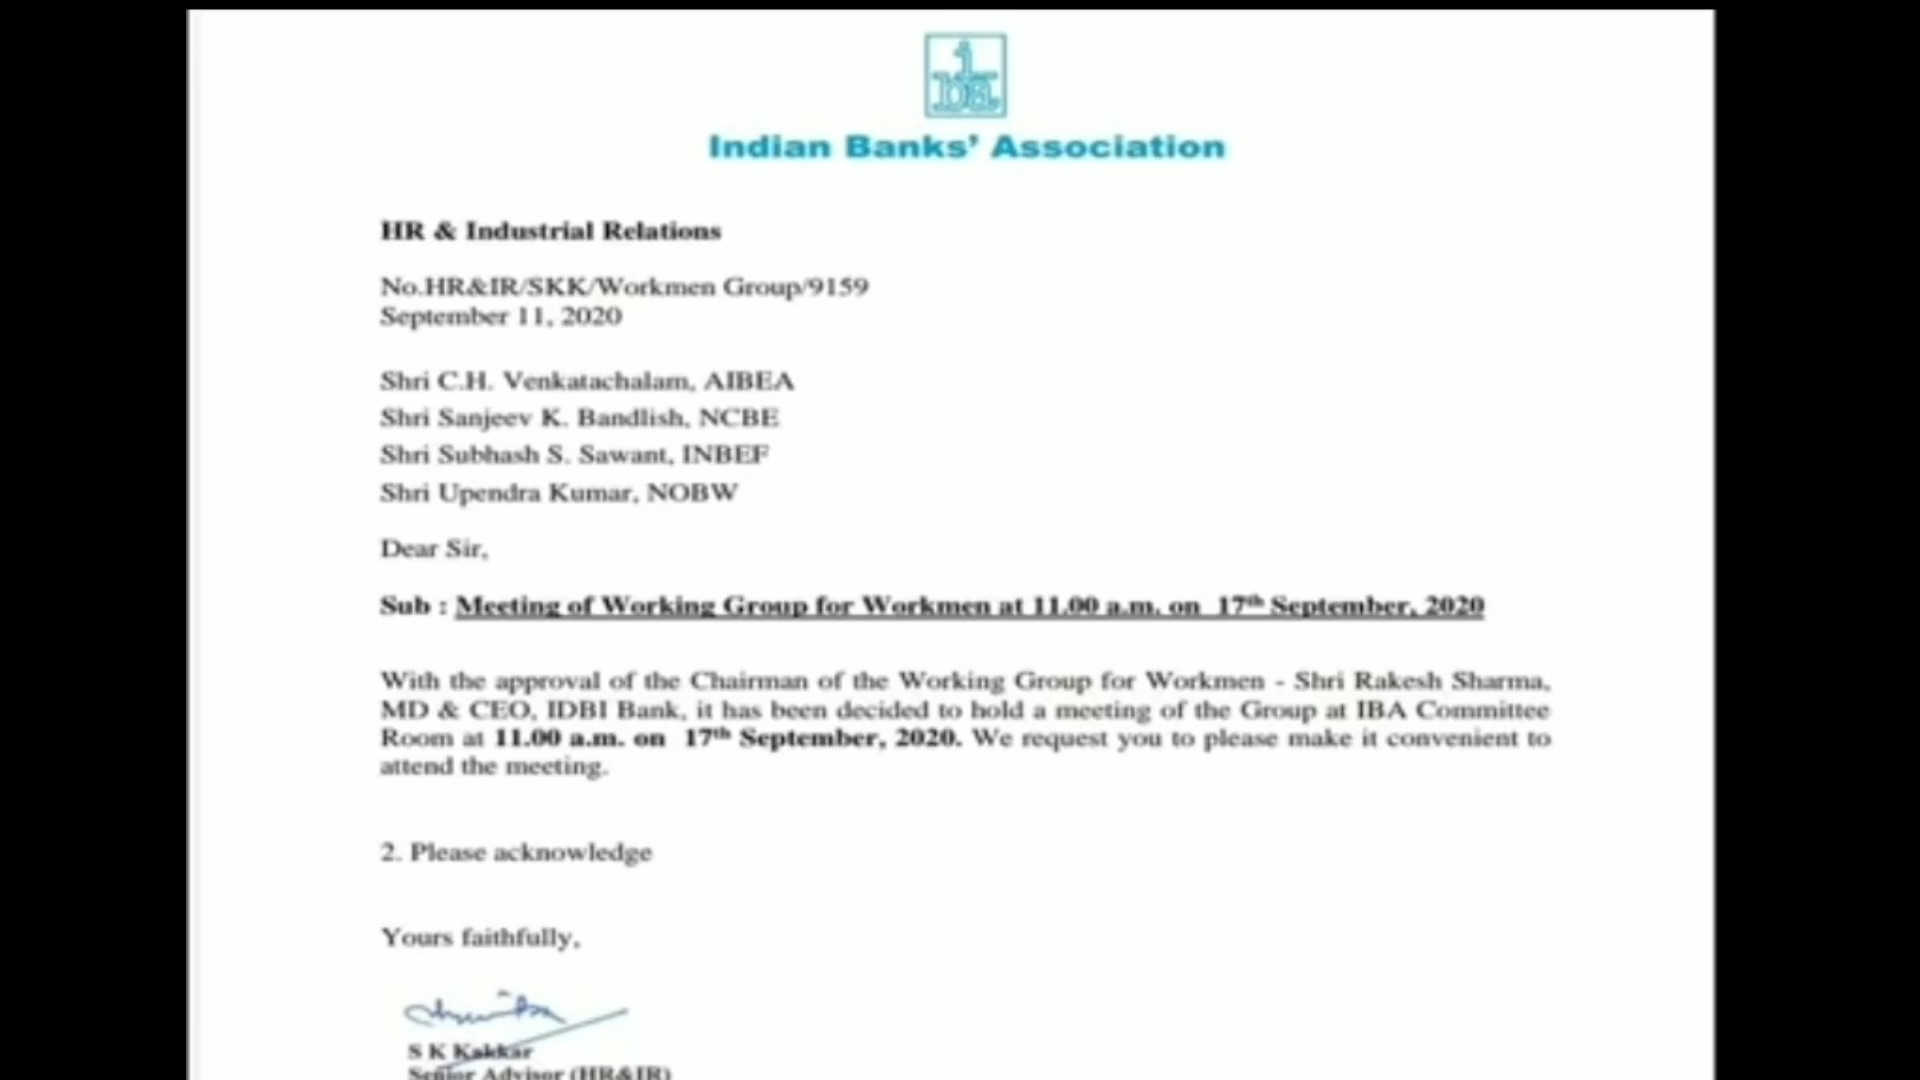 iba
Indian Banks' Association
HR & Industrial Relations
No.HR&IR/SKK/Workmen Group/9159
September 11, 2020
Shri C.H. Venkatachalam, AIBEA
Shri Sanjeev K. Bandlish, NCBE
Shri Subhash S. Sawant, INBEF
Shri Upendra Kumar, NOBW
Dear Sir,
Sub : Meeting of Working Group for Workmen at 11.00 a.m. on 17th September, 2020
With the approval of the Chairman of the Working Group for Workmen - Shri Rakesh Sharma,
MD & CEO, IDBI Bank, it has been decided to hold a meeting of the Group at IBA Committee
Room at 11.00 a.m. on 17th September, 2020. We request you to please make it convenient to
attend the meeting.
2. Please acknowledge
Yours faithfully,
S K Kakkar
Senior Advisor (HR&IR)